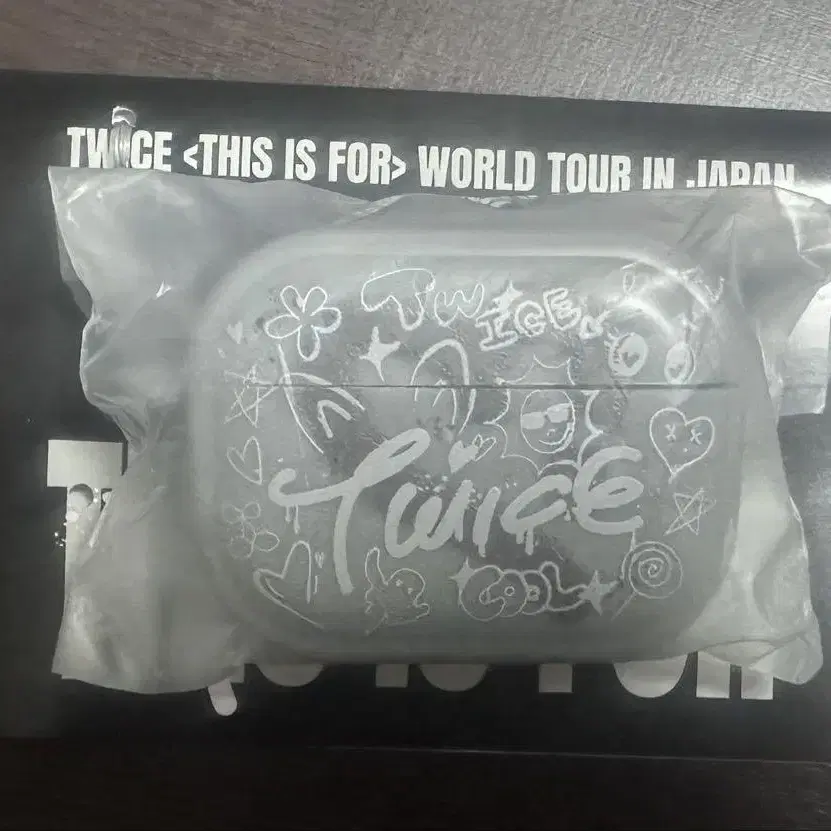 TWICE <THIS IS FOR> WORLD TOUR IN JAPAN
TWICE
Twice
COOL